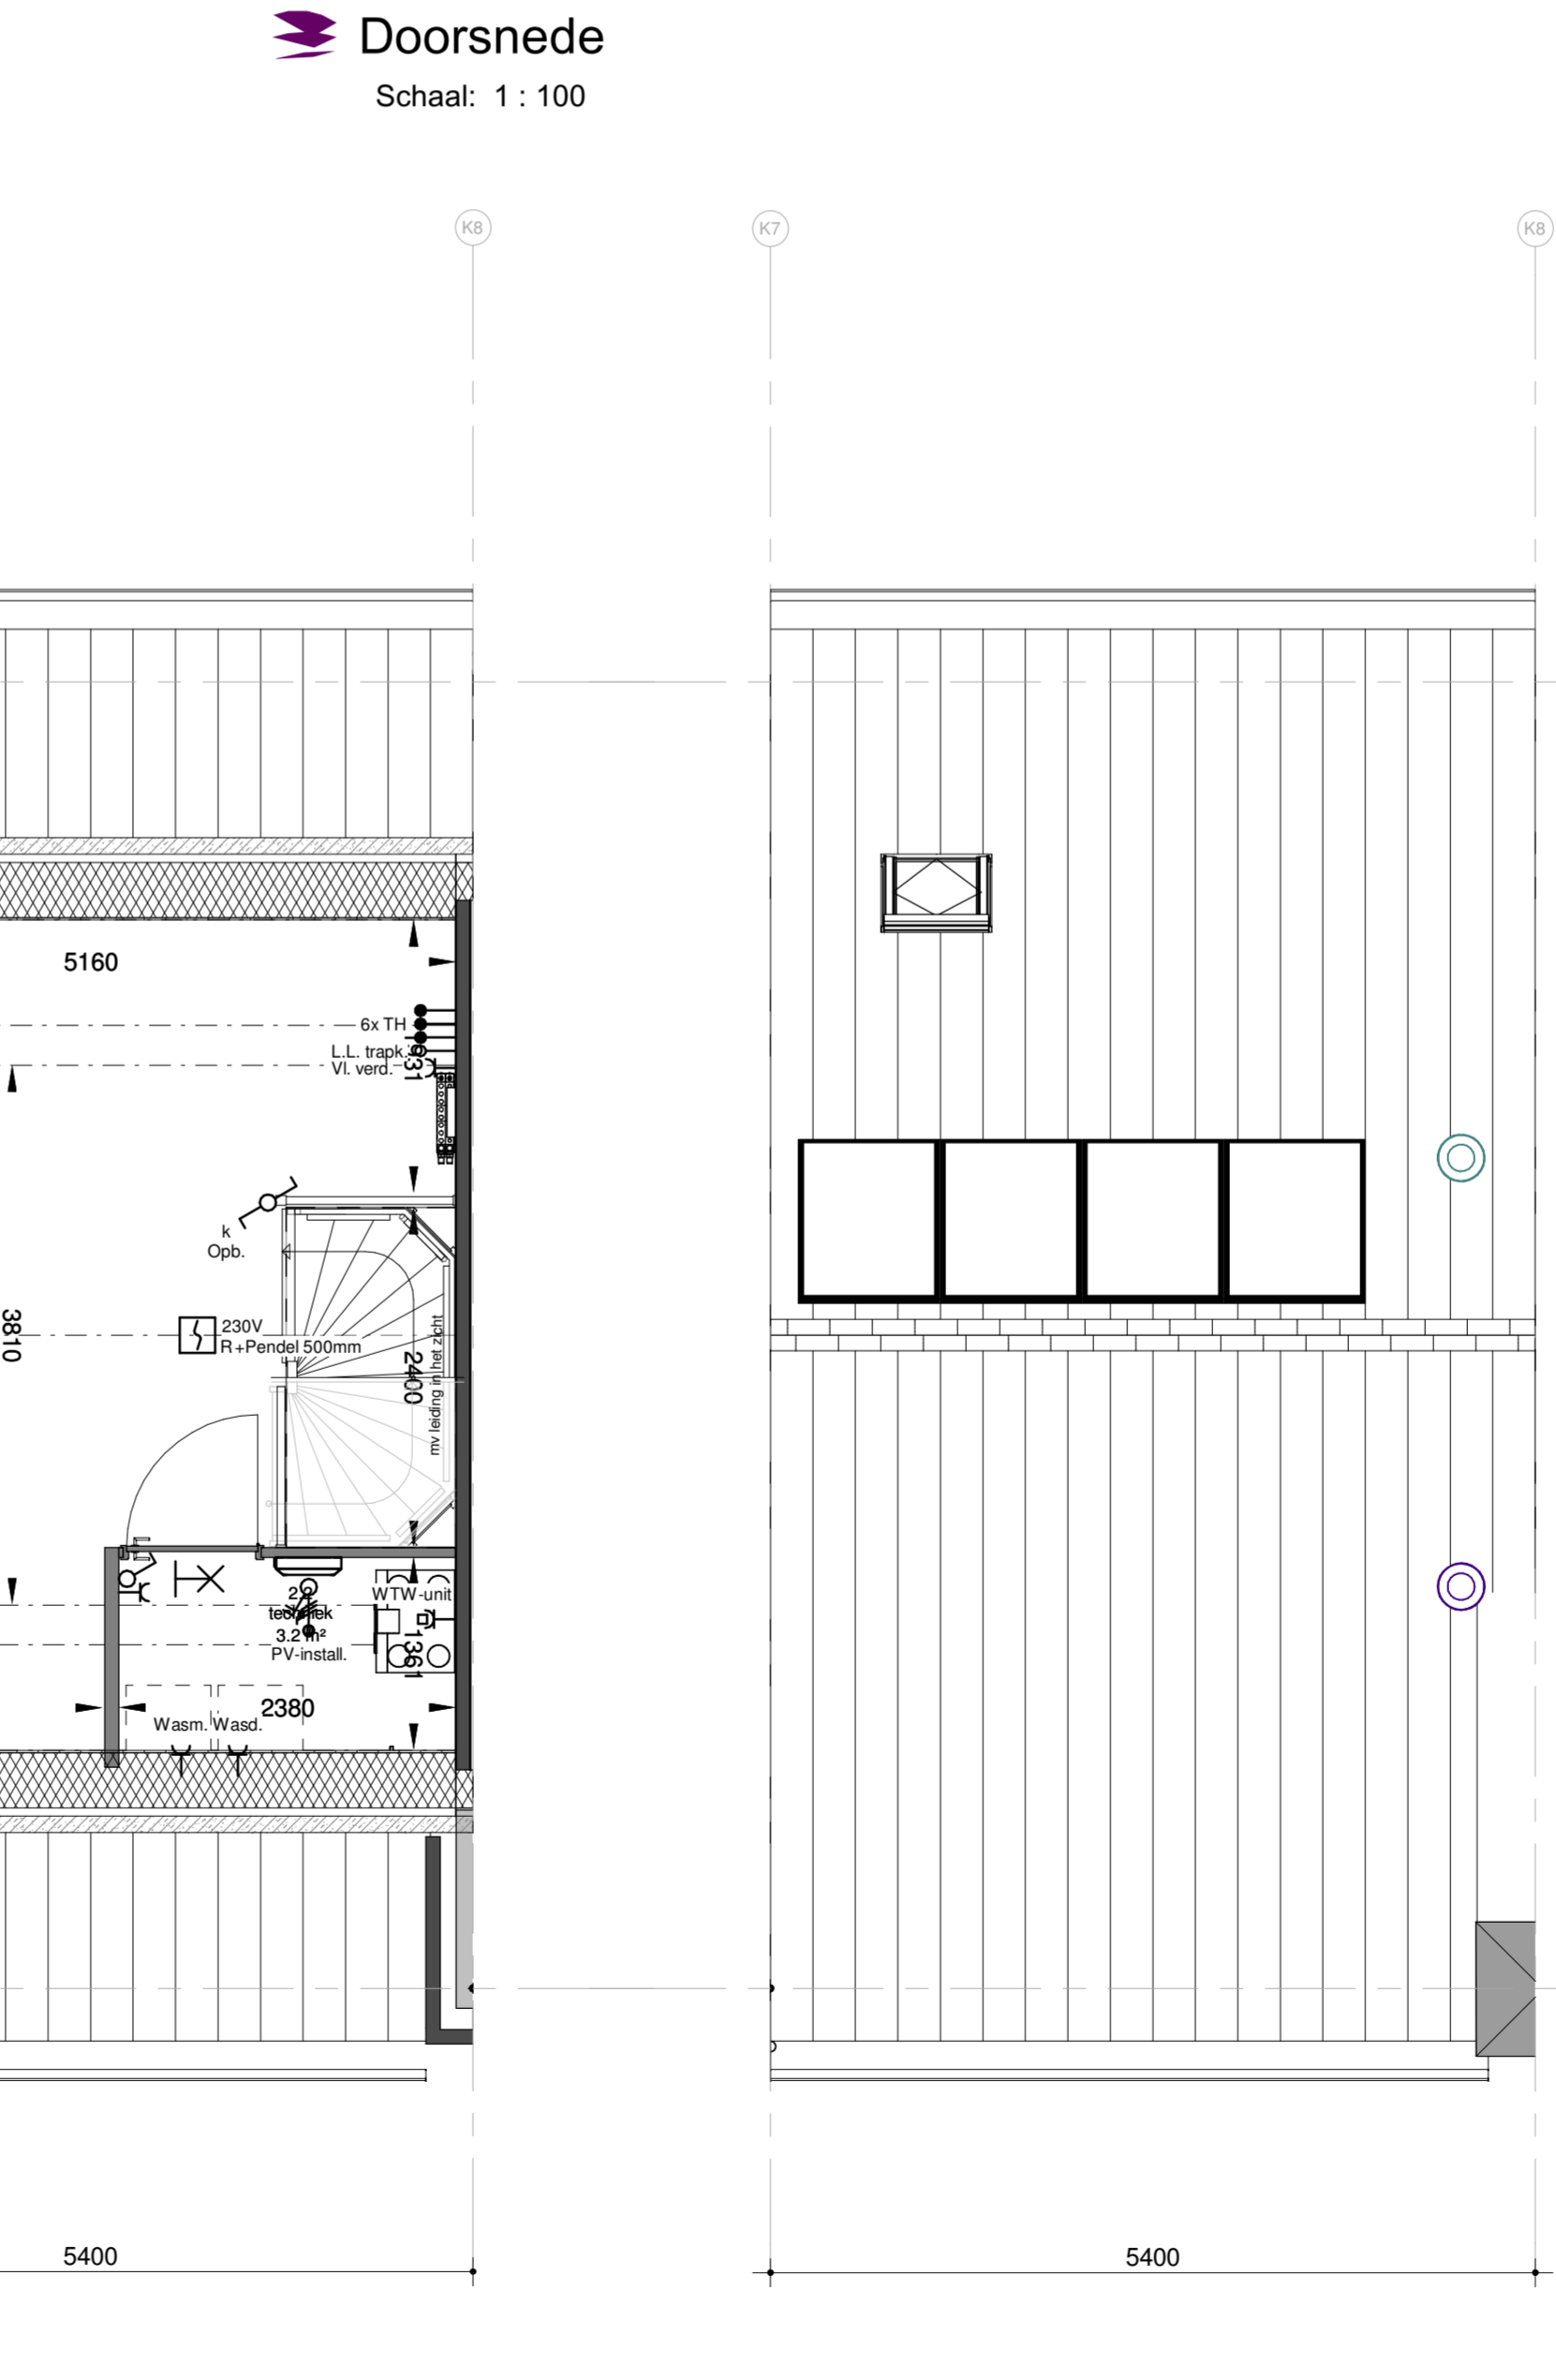 Doorsnede
Schaal: 1 : 100
K8
K7
K8
5160
6x TH
L.L. trapk.
Vl. verd.
k
Opb.
3810
230V
R+Pendel 500mm
2400
mv leiding in het zicht
WTW-unit
techniek
3.2 m²
PV-install.
1361
2380
Wasm.
Wasd.
5400
5400